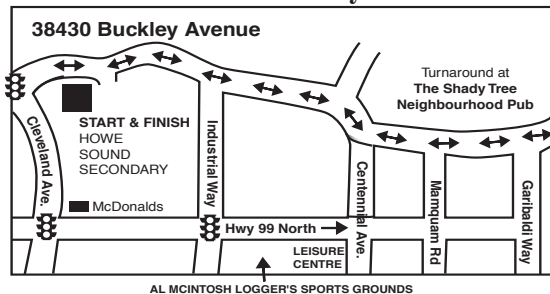 38430 Buckley Avenue
Turnaround at
The Shady Tree
Neighbourhood Pub
START & FINISH
HOWE
SOUND
SECONDARY
Cleveland Ave.
Industrial Way
McDonalds
Centennial Ave.
Mamquam Rd
Garibaldi Way
Hwy 99 North
LEISURE
CENTRE
AL MCINTOSH LOGGER'S SPORTS GROUNDS